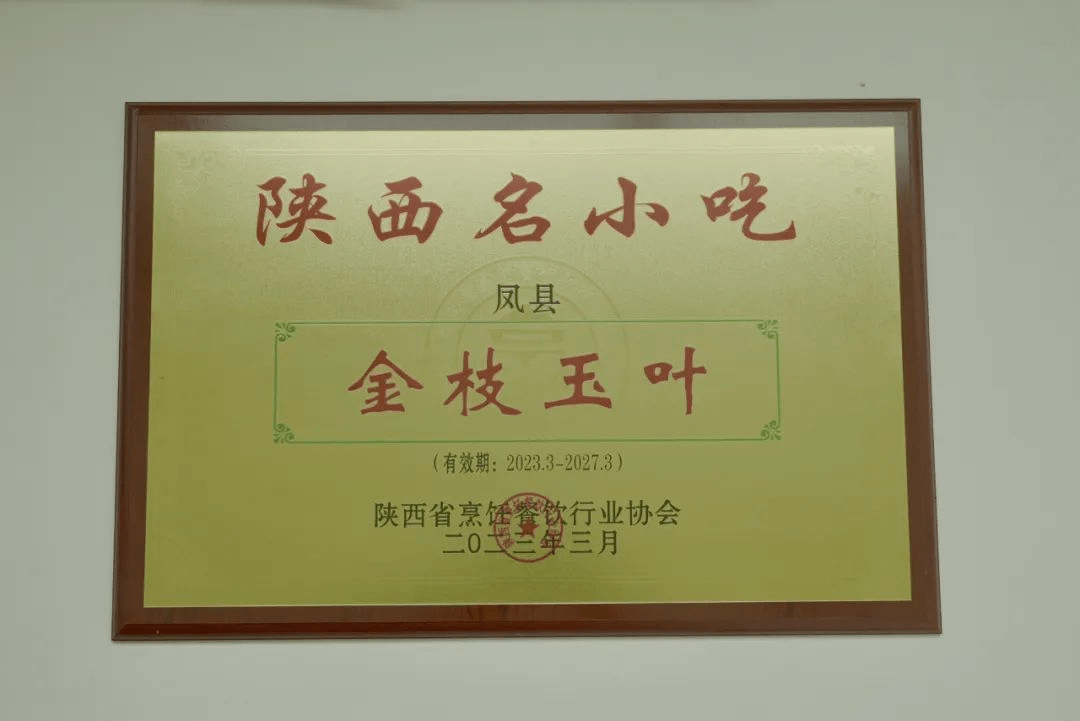 陕西名小吃
凤县
金枝玉叶
（有效期：2023.3-2027.3）
陕西省烹饪餐饮行业协会
二0二三年三月